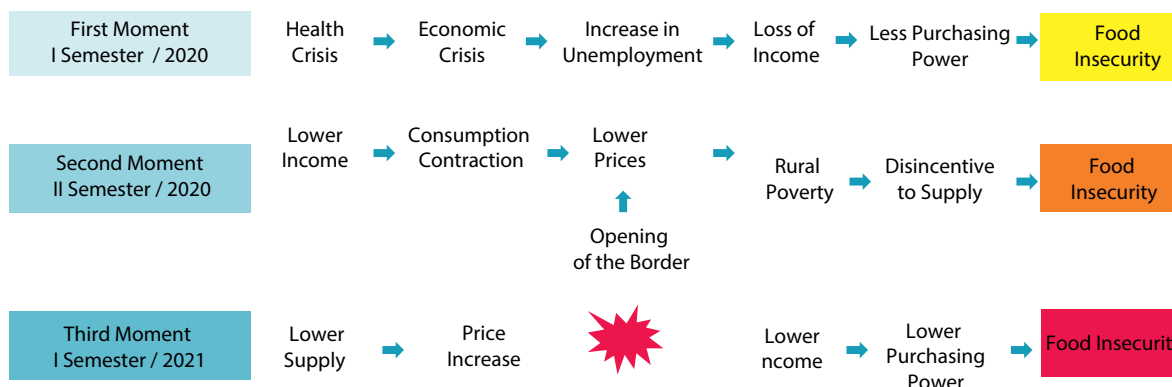 First Moment
I Semester / 2020
Health
Crisis
Economic
Crisis
Increase in
Unemployment
Loss of
Income
Less Purchasing
Power
Food
Insecurity
Second Moment
II Semester / 2020
Lower
Income
Consumption
Contraction
Lower
Prices
Rural
Poverty
Disincentive
to Supply
Food
Insecurity
Opening
of the Border
Third Moment
I Semester / 2021
Lower
Supply
Price
Increase
Lower
ncome
Lower
Purchasing
Power
Food Insecurit